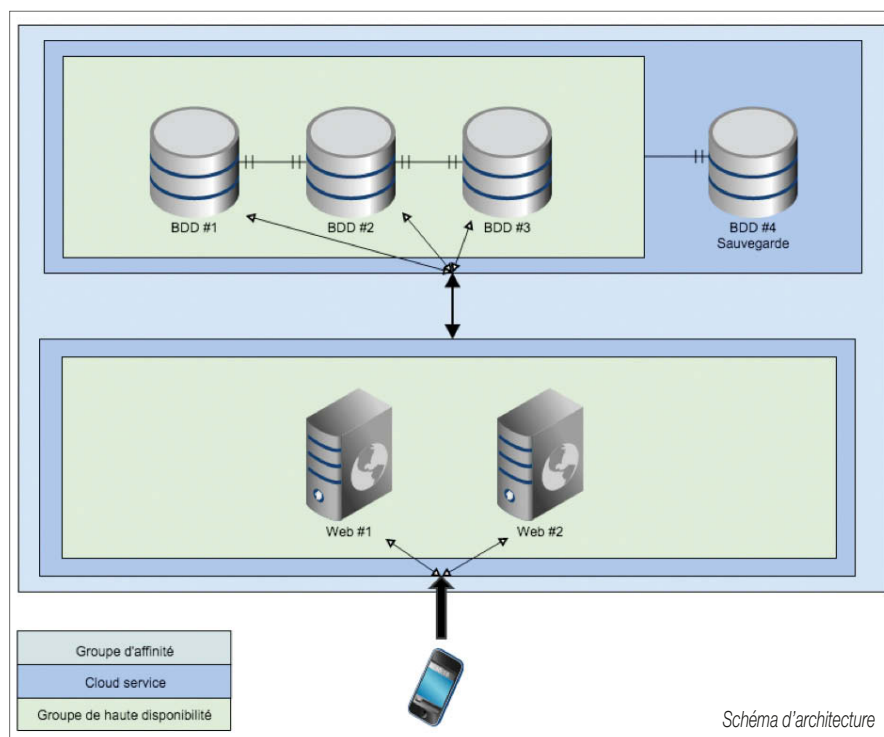 BDD #1
BDD #2
BDD #3
BDD #4
Sauvegarde
Web #1
Web #2
Groupe d'affinité
Cloud service
Groupe de haute disponibilité
Schéma d'architecture